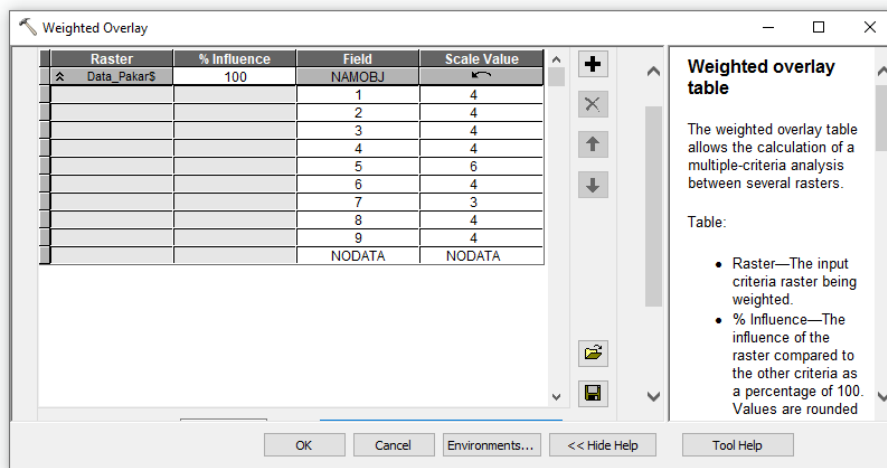 Weighted Overlay
Raster % Influence Field Scale Value
Data_Pakar$ 100 NAMOBJ
1 4
2 4
3 4
4 4
5 6
6 4
7 3
8 4
9 4
NODATA NODATA
Weighted overlay
table
The weighted overlay table
allows the calculation of a
multiple-criteria analysis
between several rasters.
Table:
• Raster—The input
criteria raster being
weighted.
• % Influence—The
influence of the
raster compared to
the other criteria as
a percentage of 100.
Values are rounded
OK Cancel Environments... << Hide Help Tool Help